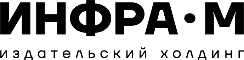 ИНФРА·М
издательский холдинг